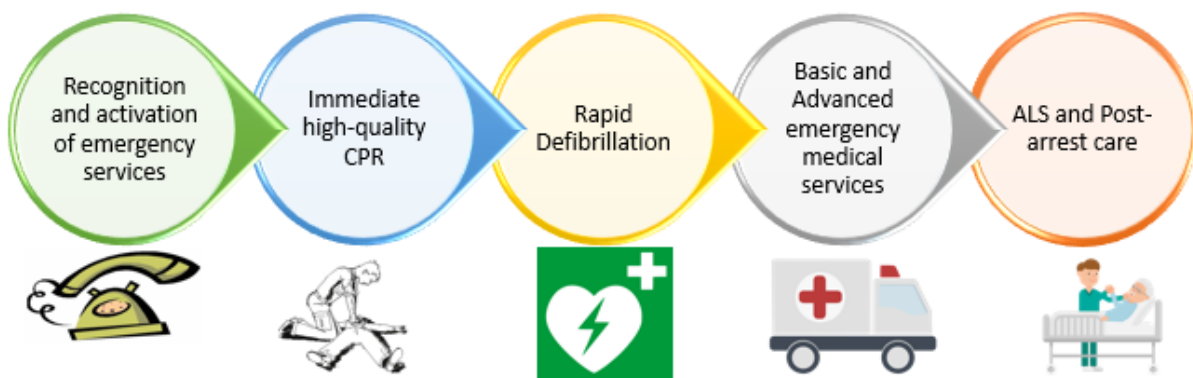 Recognition
and activation
of emergency
services
Immediate
high-quality
CPR
Rapid
Defibrillation
Basic and
Advanced
emergency
medical
services
ALS and Post-
arrest care